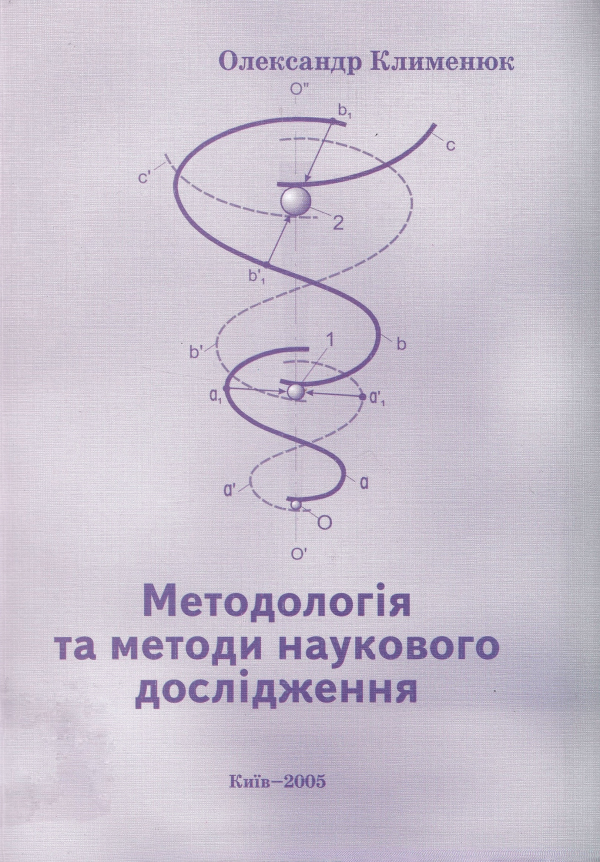 Олександр Клименюк
O"
b₁
c
c'
2
b'₁
b'
1
b
a₁
a'₁
a'
a
O
O'
Методологія
та методи наукового
дослідження
Київ–2005